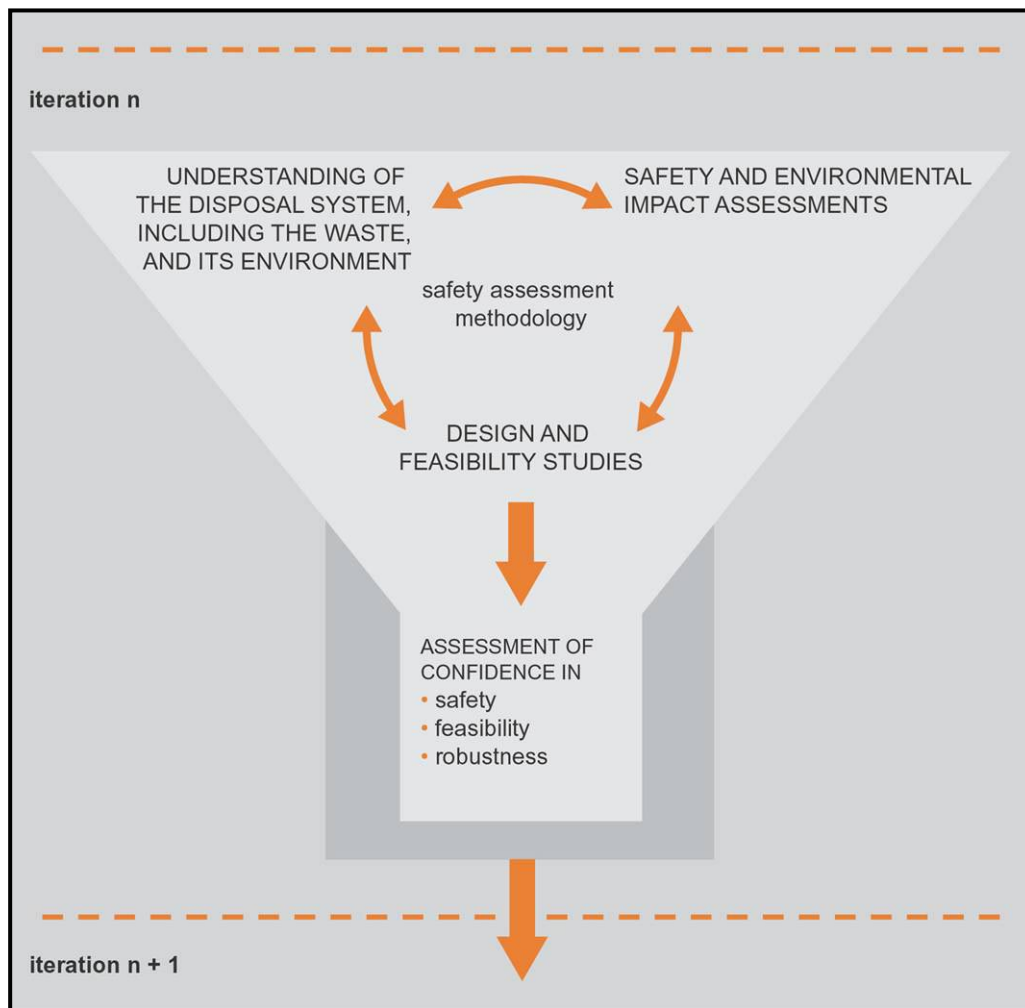 iteration n
UNDERSTANDING OF
THE DISPOSAL SYSTEM,
INCLUDING THE WASTE,
AND ITS ENVIRONMENT
SAFETY AND ENVIRONMENTAL
IMPACT ASSESSMENTS
safety assessment
methodology
DESIGN AND
FEASIBILITY STUDIES
ASSESSMENT OF
CONFIDENCE IN
• safety
• feasibility
• robustness
iteration n + 1